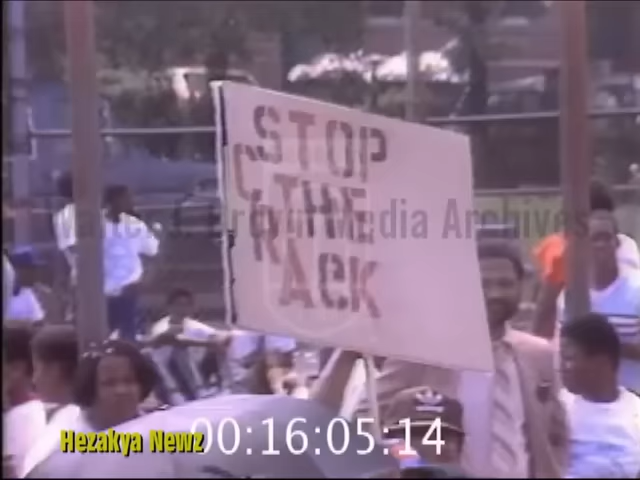 STOP
THE
CRACK
Media Archives
Hezakya Newz
00:16:05:14